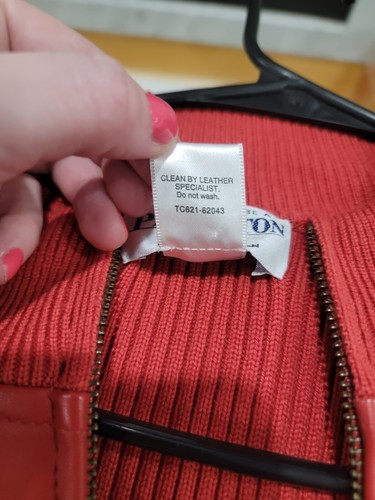 CLEAN BY LEATHER
SPECIALIST.
Do not wash.
TC621-62043